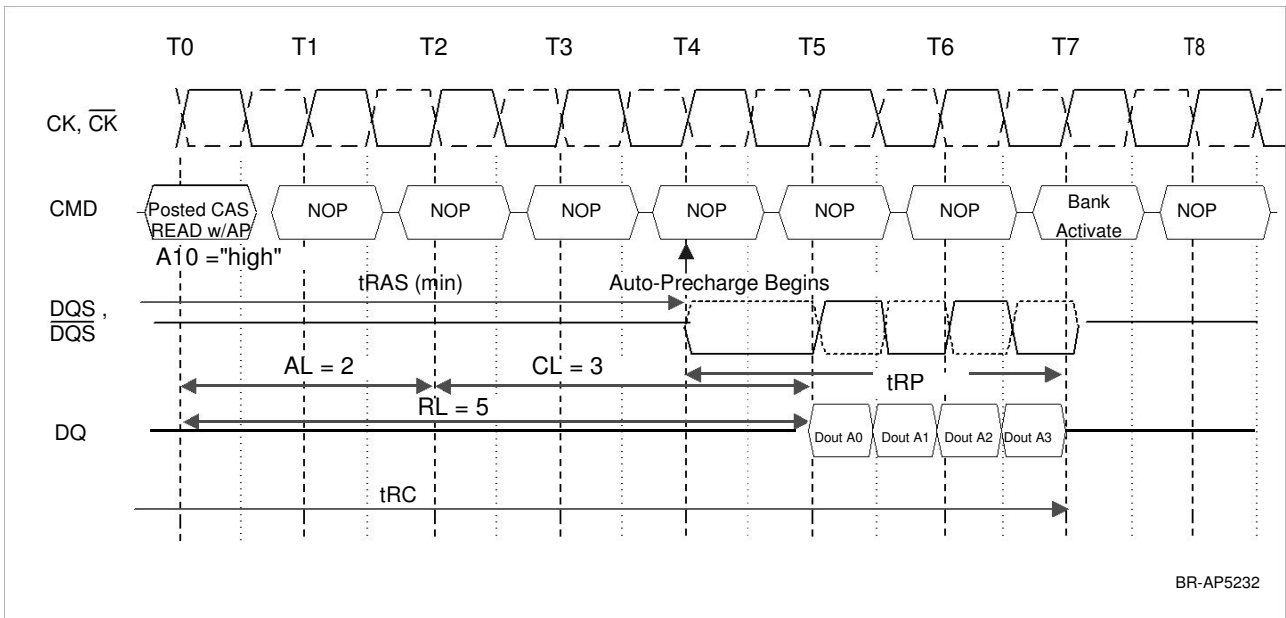 T0 T1 T2 T3 T4 T5 T6 T7 T8
CK, CK
CMD
Posted CAS
READ w/AP
NOP NOP NOP NOP NOP NOP
Bank
Activate
NOP
A10 ="high"
tRAS (min)
Auto-Precharge Begins
DQS ,
DQS
AL = 2
CL = 3
tRP
RL = 5
DQ
Dout A0 Dout A1 Dout A2 Dout A3
tRC
BR-AP5232